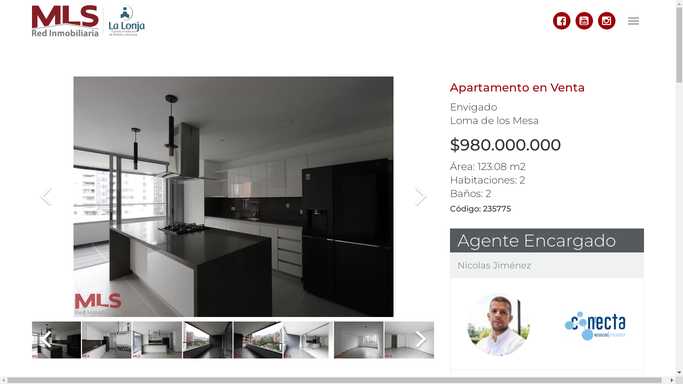 MLS
Red Inmobiliaria
La Lonja
Apartamento en Venta
Envigado
Loma de los Mesa
$980.000.000
Área: 123.08 m2
Habitaciones: 2
Baños: 2
Código: 235775
Agente Encargado
Nicolas Jiménez
conecta
MLS